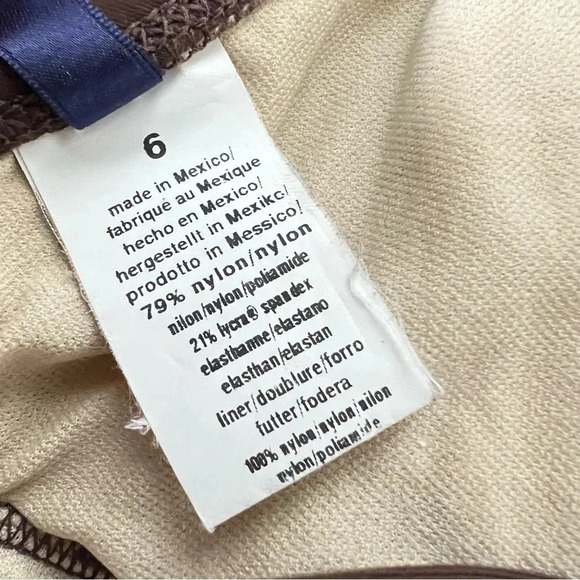 6
made in Mexico/
fabriqué au Mexique
hecho en Mexico/
hergestellt in Mexiko/
prodotto in Messico/
79% nylon/nylon
nilon/nylon/poliamide
21% lycra® spandex
elasthanne/elastano
elasthan/elastan
liner/doublure/forro
futter/fodera
100% nylon/nylon/nilon
nylon/poliamide